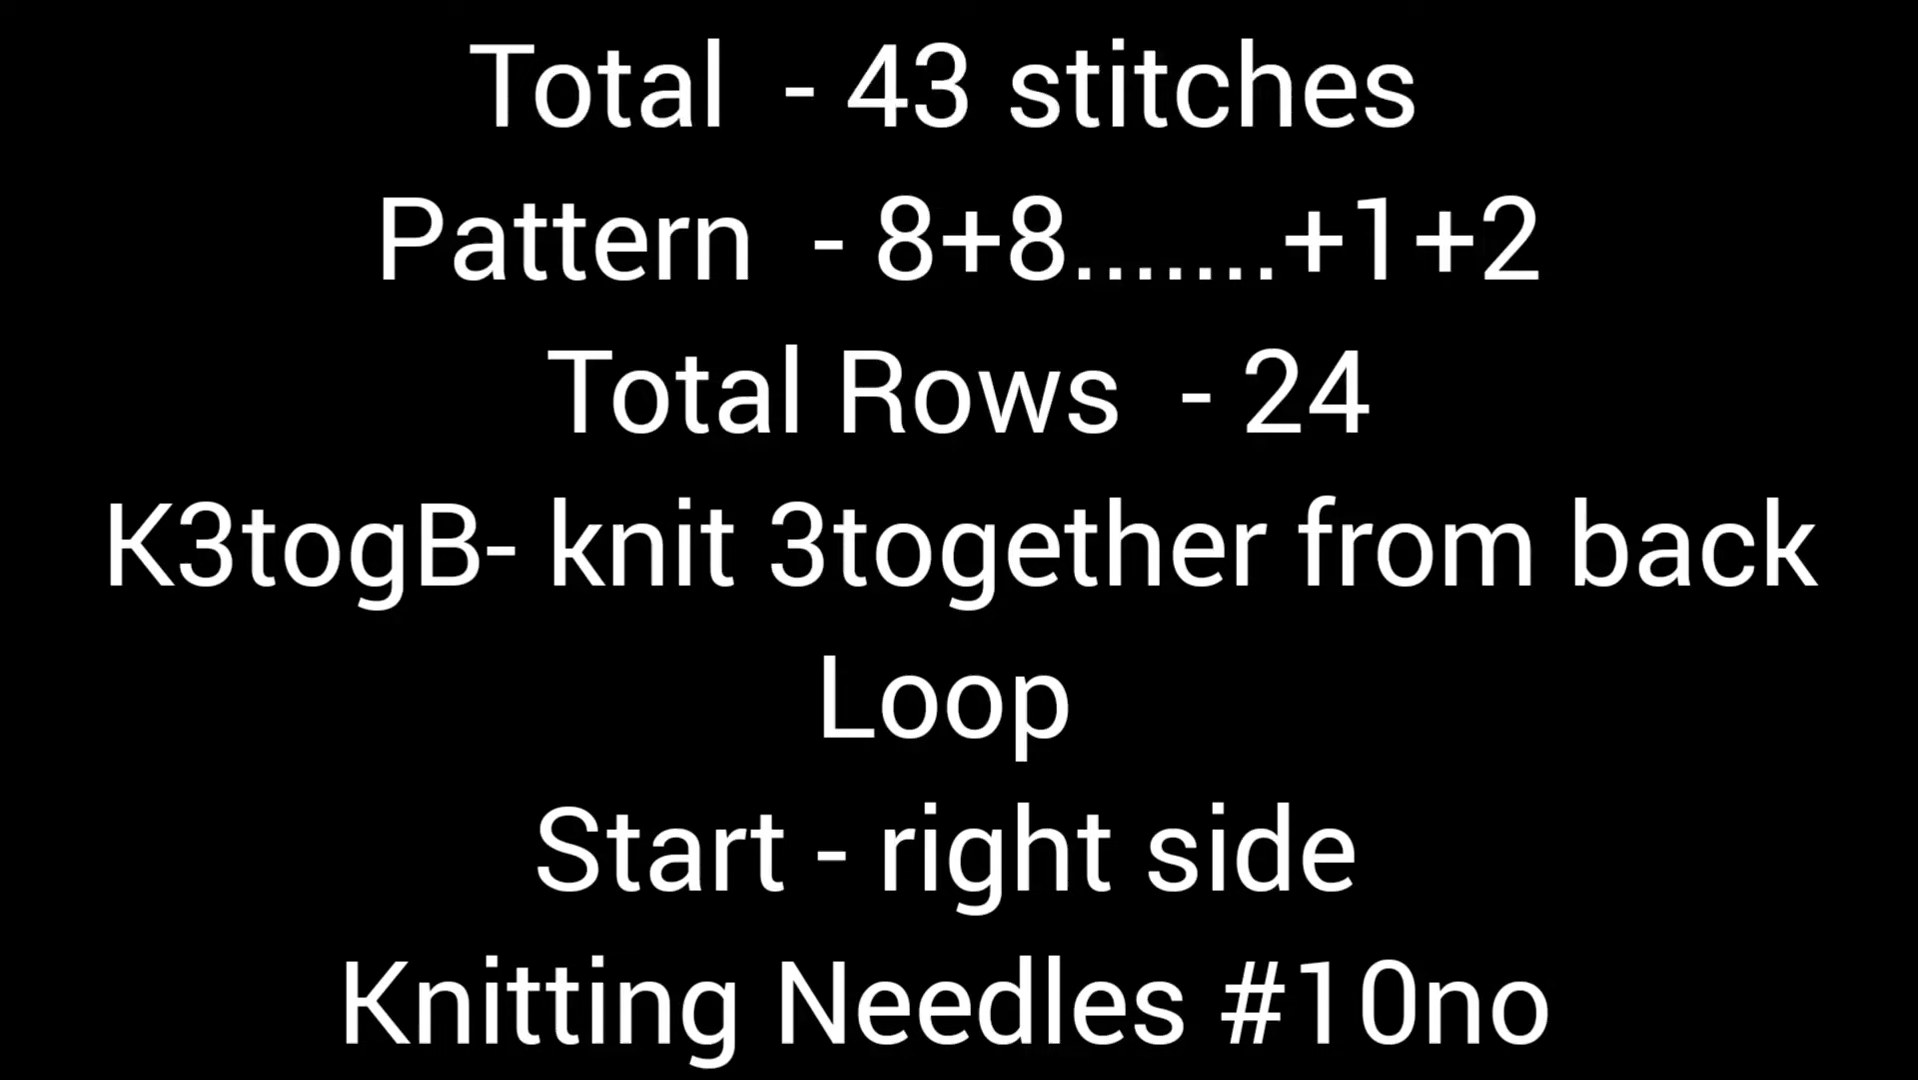 Total - 43 stitches
Pattern - 8+8.......+1+2
Total Rows - 24
K3togB- knit 3together from back
Loop
Start - right side
Knitting Needles #10no